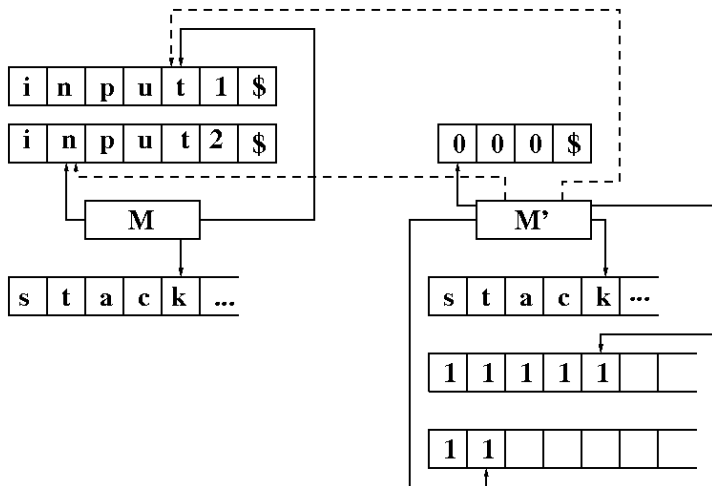 i n p u t 1 $
i n p u t 2 $
0 0 0 $
M
M’
s t a c k ...
s t a c k ...
1 1 1 1 1
1 1